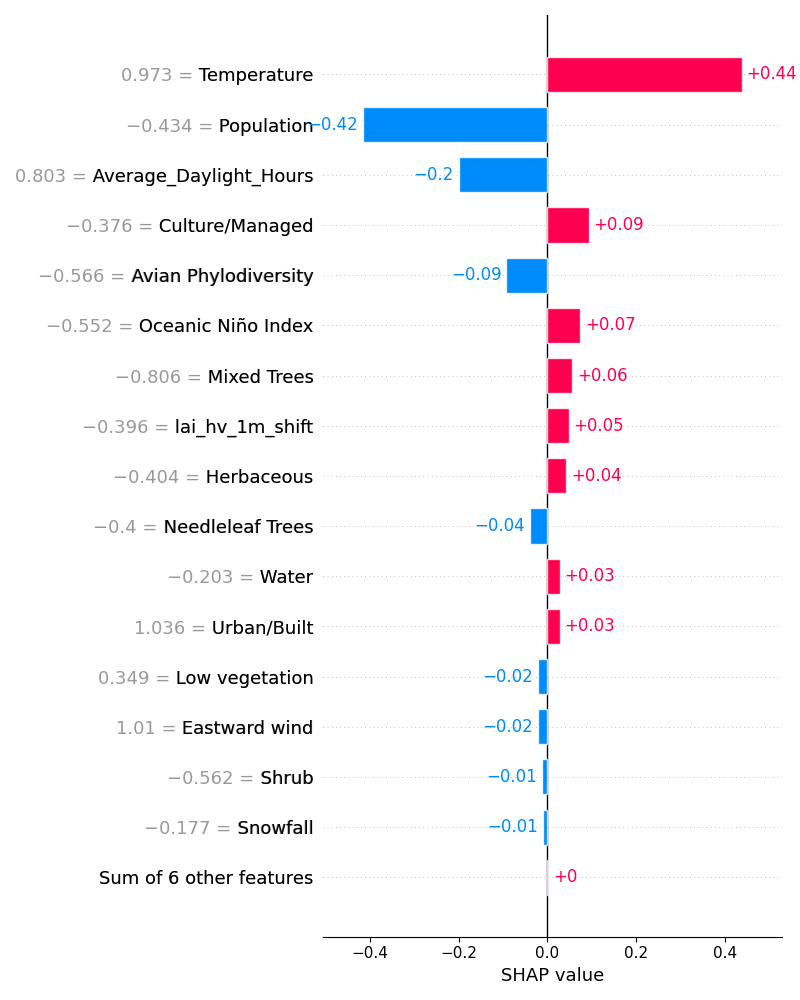 0.973 = Temperature +0.44
−0.434 = Population −0.42
0.803 = Average_Daylight_Hours −0.2
−0.376 = Culture/Managed +0.09
−0.566 = Avian Phylodiversity −0.09
−0.552 = Oceanic Niño Index +0.07
−0.806 = Mixed Trees +0.06
−0.396 = lai_hv_1m_shift +0.05
−0.404 = Herbaceous +0.04
−0.4 = Needleleaf Trees −0.04
−0.203 = Water +0.03
1.036 = Urban/Built +0.03
0.349 = Low vegetation −0.02
1.01 = Eastward wind −0.02
−0.562 = Shrub −0.01
−0.177 = Snowfall −0.01
Sum of 6 other features +0
−0.4 −0.2 0.0 0.2 0.4
SHAP value